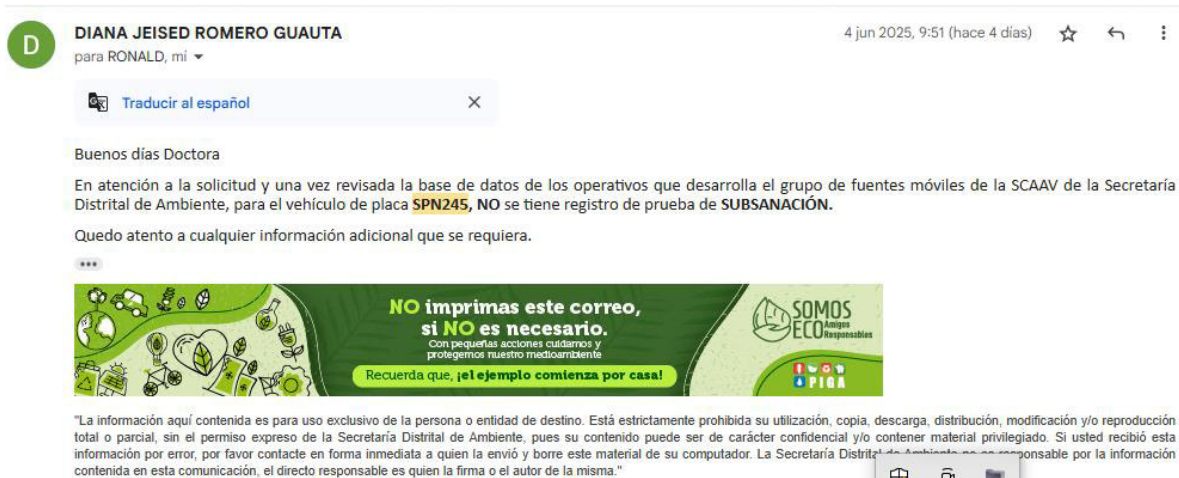 D
DIANA JEISED ROMERO GUAUTA
4 jun 2025, 9:51 (hace 4 días)
para RONALD, mí
Traducir al español
Buenos días Doctora
En atención a la solicitud y una vez revisada la base de datos de los operativos que desarrolla el grupo de fuentes móviles de la SCAAV de la Secretaría
Distrital de Ambiente, para el vehículo de placa SPN245, NO se tiene registro de prueba de SUBSANACIÓN.
Quedo atento a cualquier información adicional que se requiera.
NO imprimas este correo,
si NO es necesario.
Con pequeñas acciones cuidamos y
protegemos nuestro medioambiente
Recuerda que, ¡el ejemplo comienza por casa!
SOMOS
ECO Amigos
Responsables
PIGA
"La información aquí contenida es para uso exclusivo de la persona o entidad de destino. Está estrictamente prohibida su utilización, copia, descarga, distribución, modificación y/o reproducción
total o parcial, sin el permiso expreso de la Secretaría Distrital de Ambiente, pues su contenido puede ser de carácter confidencial y/o contener material privilegiado. Si usted recibió esta
información por error, por favor contacte en forma inmediata a quien la envió y borre este material de su computador. La Secretaría Distrital de Ambiente no es responsable por la información
contenida en esta comunicación, el directo responsable es quien la firma o el autor de la misma."